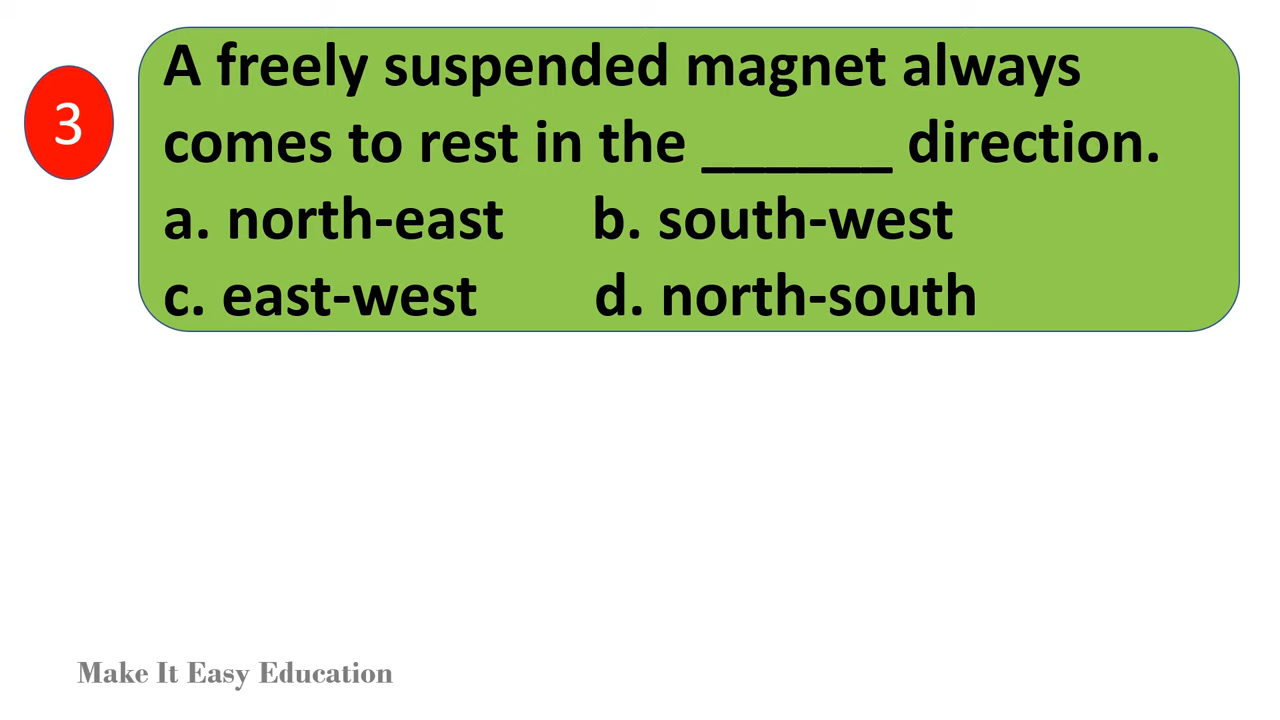 3
A freely suspended magnet always
comes to rest in the ______ direction.
a. north-east b. south-west
c. east-west d. north-south
Make It Easy Education